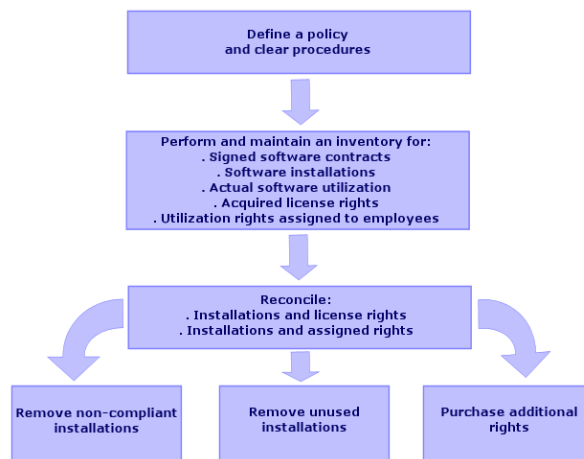 Define a policy
and clear procedures
Perform and maintain an inventory for:
. Signed software contracts
. Software installations
. Actual software utilization
. Acquired license rights
. Utilization rights assigned to employees
Reconcile:
. Installations and license rights
. Installations and assigned rights
Remove non-compliant
installations
Remove unused
installations
Purchase additional
rights